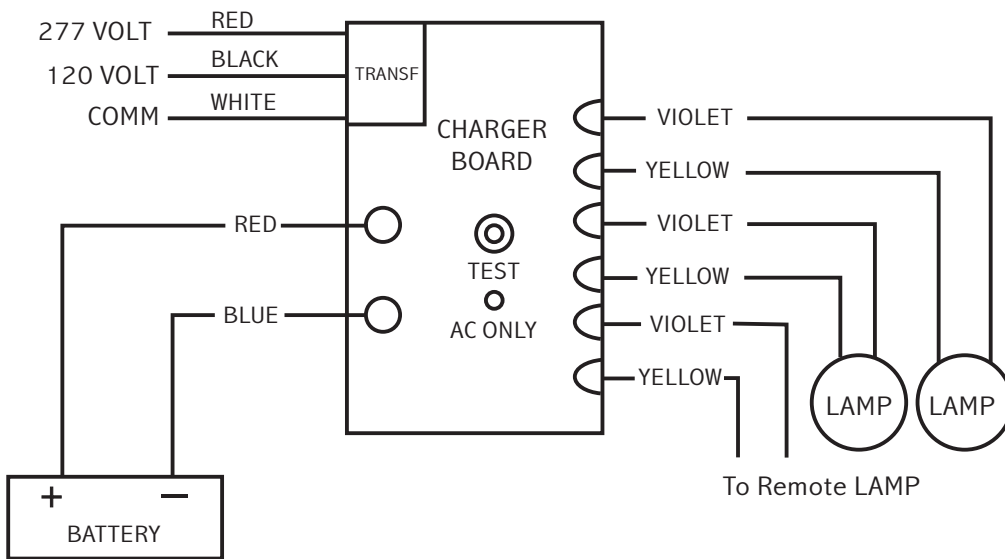 277 VOLT
RED
120 VOLT
BLACK
COMM
WHITE
TRANSF
CHARGER
BOARD
VIOLET
YELLOW
RED
VIOLET
TEST
YELLOW
BLUE
AC ONLY
VIOLET
YELLOW
LAMP
LAMP
To Remote LAMP
+
—
BATTERY